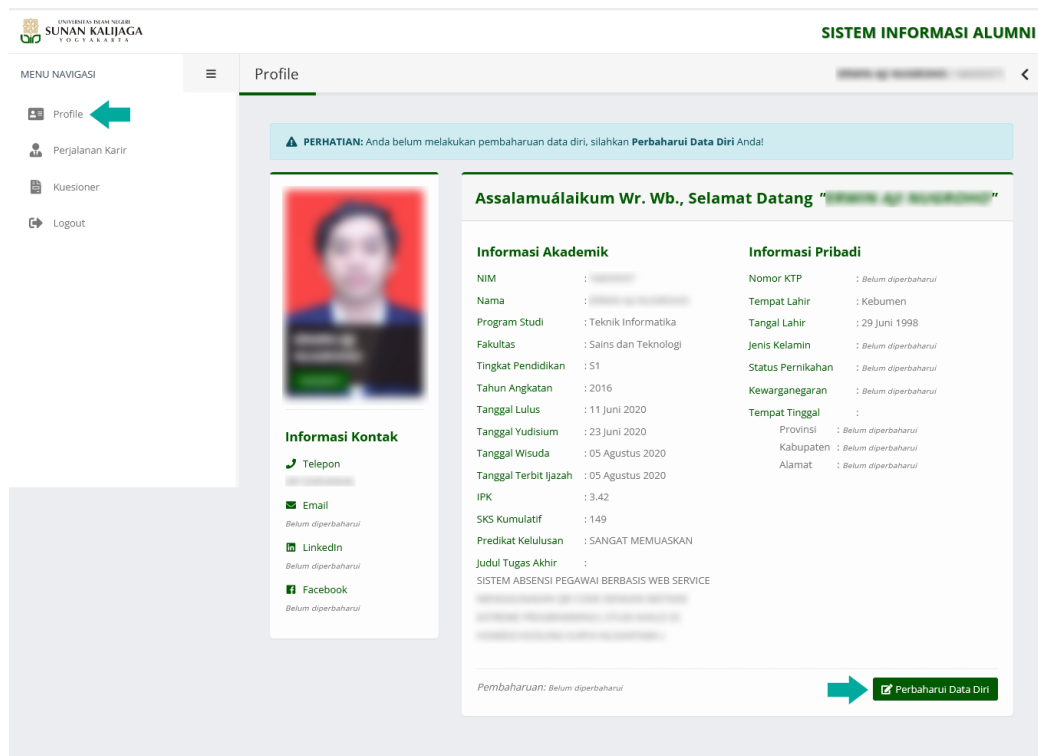 UNIVERSITAS ISLAM NEGERI
SUNAN KALIJAGA
YOGYAKARTA
SISTEM INFORMASI ALUMNI
MENU NAVIGASI
Profile
Profile
Perjalanan Karir
Kuesioner
Logout
PERHATIAN: Anda belum melakukan pembaharuan data diri, silahkan Perbaharui Data Diri Anda!
Assalamuálaikum Wr. Wb., Selamat Datang " "
Informasi Kontak
Telepon
Email
Belum diperbaharui
LinkedIn
Belum diperbaharui
Facebook
Belum diperbaharui
Informasi Akademik
NIM :
Nama :
Program Studi : Teknik Informatika
Fakultas : Sains dan Teknologi
Tingkat Pendidikan : S1
Tahun Angkatan : 2016
Tanggal Lulus : 11 Juni 2020
Tanggal Yudisium : 23 Juni 2020
Tanggal Wisuda : 05 Agustus 2020
Tanggal Terbit Ijazah : 05 Agustus 2020
IPK : 3.42
SKS Kumulatif : 149
Predikat Kelulusan : SANGAT MEMUASKAN
Judul Tugas Akhir :
SISTEM ABSENSI PEGAWAI BERBASIS WEB SERVICE
Informasi Pribadi
Nomor KTP : Belum diperbaharui
Tempat Lahir : Kebumen
Tangal Lahir : 29 Juni 1998
Jenis Kelamin : Belum diperbaharui
Status Pernikahan : Belum diperbaharui
Kewarganegaran : Belum diperbaharui
Tempat Tinggal :
Provinsi : Belum diperbaharui
Kabupaten : Belum diperbaharui
Alamat : Belum diperbaharui
Pembaharuan: Belum diperbaharui
Perbaharui Data Diri